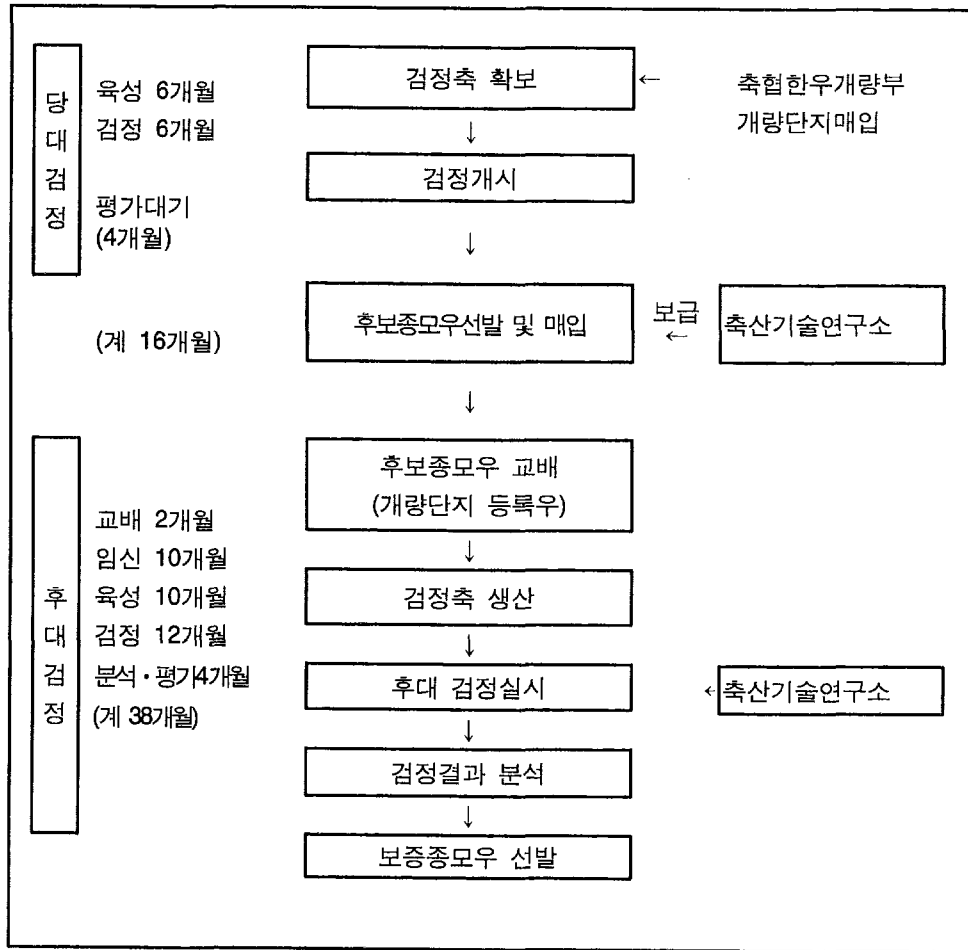 당대검정
육성 6개월
검정 6개월
평가대기
(4개월)
(계 16개월)
검정축 확보
←
축협한우개량부
개량단지매입
↓
검정개시
↓
후보종모우선발 및 매입
보급
←
축산기술연구소
↓
후대검정
교배 2개월
임신 10개월
육성 10개월
검정 12개월
분석·평가4개월
(계 38개월)
후보종모우 교배
(개량단지 등록우)
↓
검정축 생산
↓
후대 검정실시
←
축산기술연구소
↓
검정결과 분석
↓
보증종모우 선발